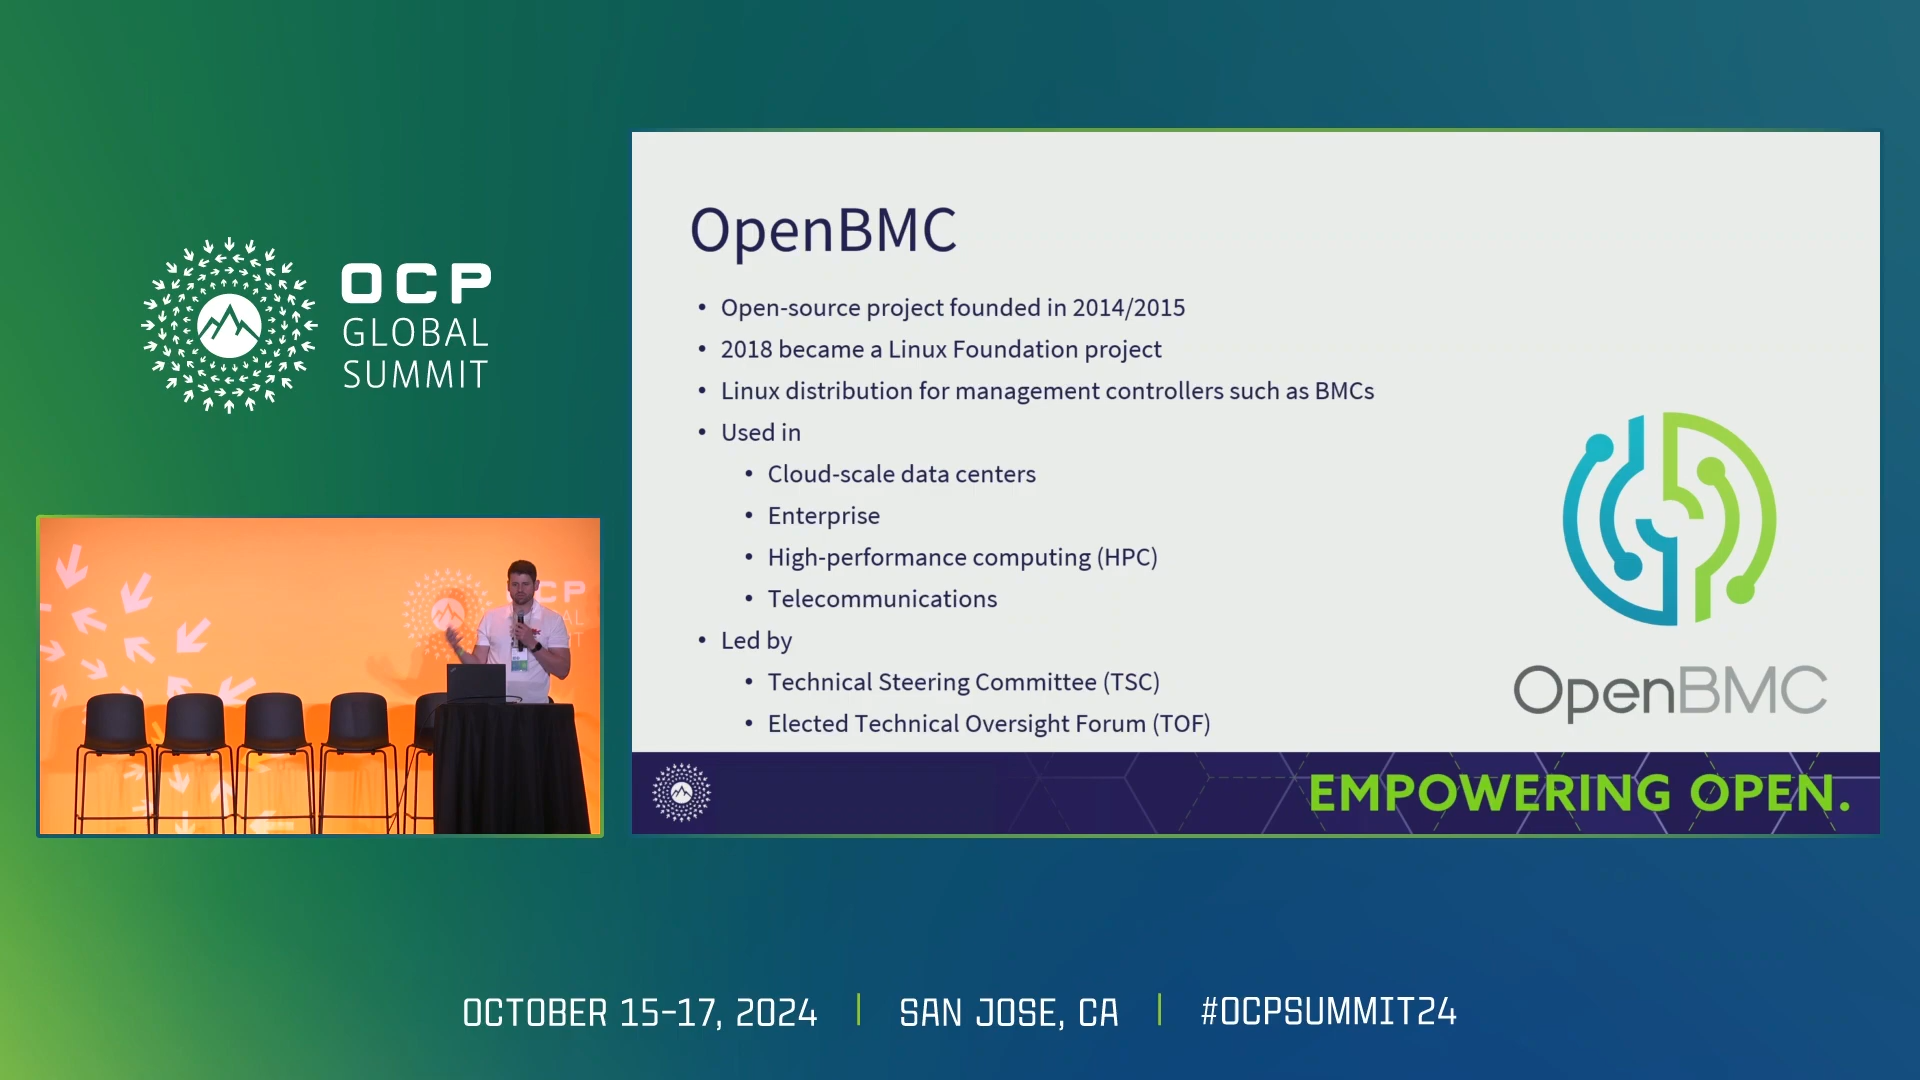 OCP
GLOBAL
SUMMIT
OpenBMC
• Open-source project founded in 2014/2015
• 2018 became a Linux Foundation project
• Linux distribution for management controllers such as BMCs
• Used in
• Cloud-scale data centers
• Enterprise
• High-performance computing (HPC)
• Telecommunications
• Led by
• Technical Steering Committee (TSC)
• Elected Technical Oversight Forum (TOF)
OpenBMC
EMPOWERING OPEN.
OCTOBER 15-17, 2024 | SAN JOSE, CA | #OCPSUMMIT24